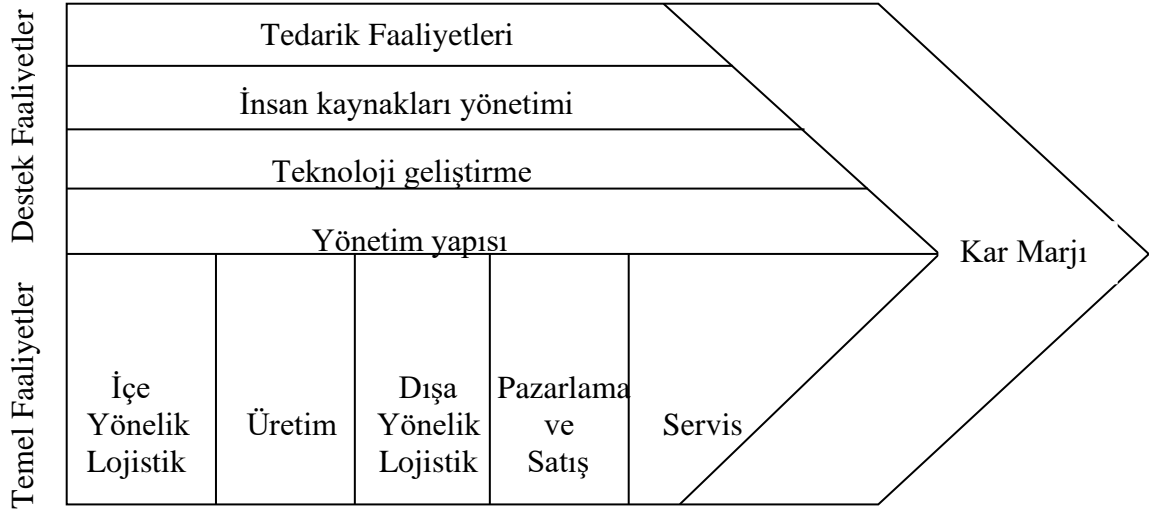 Destek Faaliyetler
Tedarik Faaliyetleri
İnsan kaynakları yönetimi
Teknoloji geliştirme
Yönetim yapısı
Kar Marjı
Temel Faaliyetler
İçe
Yönelik
Lojistik
Üretim
Dışa
Yönelik
Lojistik
Pazarlama
ve
Satış
Servis